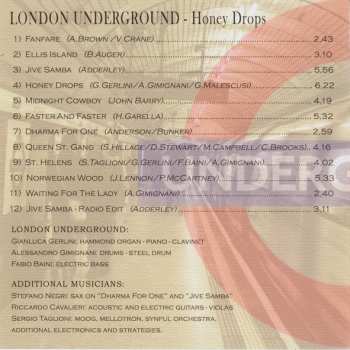 LONDON UNDERGROUND - Honey Drops
1) Fanfare (A.Brown/V.Crane) 2,43
2) Ellis Island (B.Auger) 3,10
3) Jive Samba (Adderley) 5,56
4) Honey Drops (G.Gerlini/A.Gimignani/G.Malescusi) 6,22
5) Midnight Cowboy (John Barry) 4,19
6) Faster And Faster (H.Garella) 5,32
7) Dharma For One (Anderson/Bunker) 2,59
8) Queen St. Gang (S.Hillage/D.Stewart/M.Campbell/C.Brooks) 4,16
9) St. Helens (S.Taglioni/G.Gerlini/F.Baini/A.Gimignani) 4,02
10) Norwegian Wood (J.Lennon/P.McCartney) 5,33
11) Waiting For The Lady (A.Gimignani) 2,40
12) Jive Samba - Radio Edit (Adderley) 3,11
NDERG
LONDON UNDERGROUND:
Gianluca Gerlini: hammond organ - piano - clavinet
Alessandro Gimignani: drums - steel drum
Fabio Baini: electric bass
ADDITIONAL MUSICIANS:
Stefano Negri: sax on "Dharma For One" and "Jive Samba"
Riccardo Cavalieri: acoustic and electric guitars - violas
Sergio Taglioni: moog, mellotron, synful orchestra,
additional electronics and strategies.